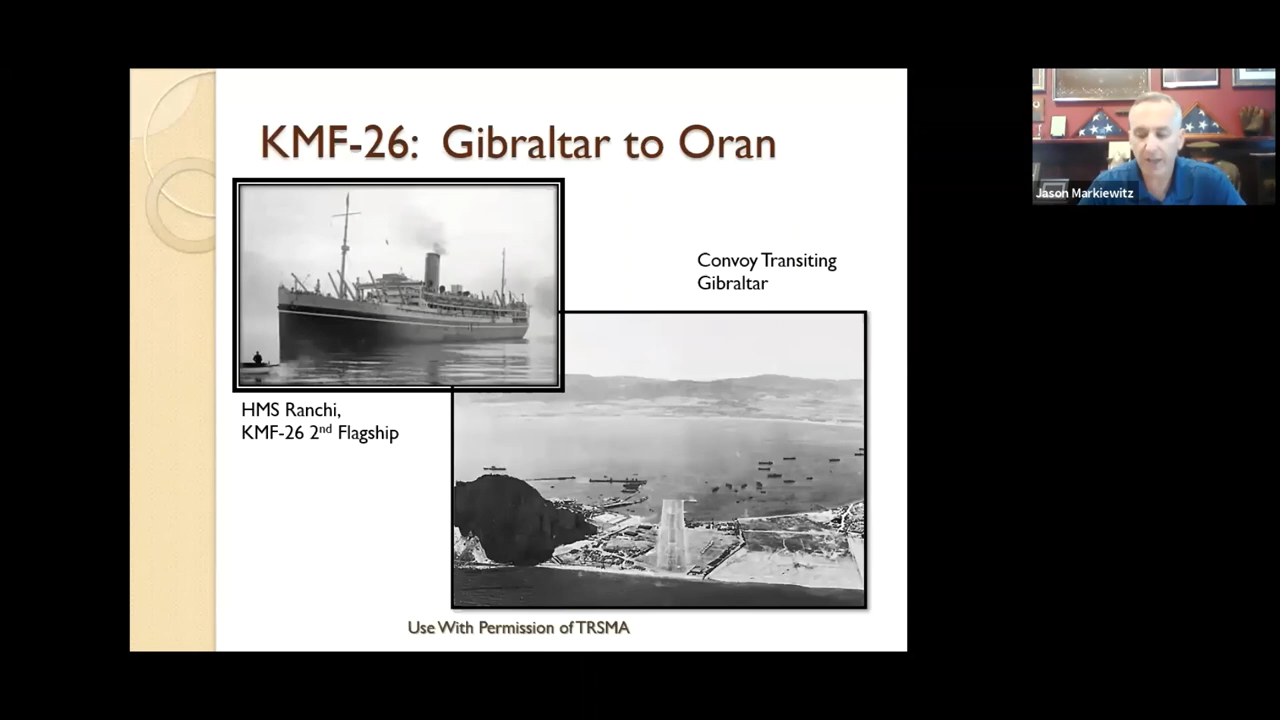 KMF-26: Gibraltar to Oran
Convoy Transiting
Gibraltar
HMS Ranchi,
KMF-26 2nd Flagship
Use With Permission of TRSMA
Jason Markiewitz